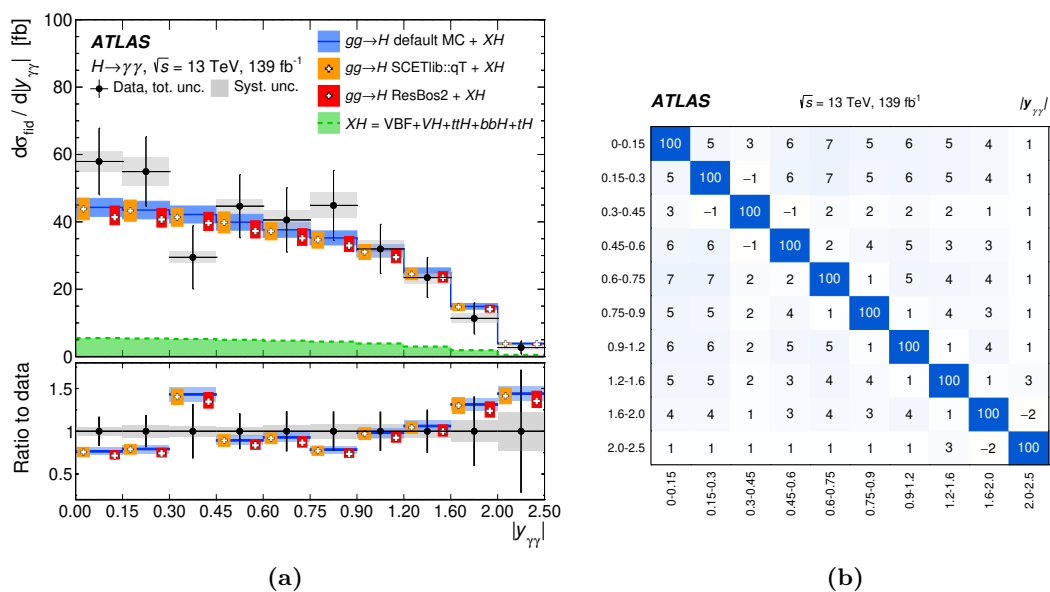 ATLAS
H→γγ, √s = 13 TeV, 139 fb⁻¹
Data, tot. unc. Syst. unc.
gg→H default MC + XH
gg→H SCETlib::qT + XH
gg→H ResBos2 + XH
XH = VBF+VH+ttH+bbH+tH
dσ_fid / d|y_γγ| [fb]
100
80
60
40
20
0
Ratio to data
1.5
1
0.5
0.00 0.15 0.30 0.45 0.60 0.75 0.90 1.20 1.60 2.00 2.50
|y_γγ|
(a)
ATLAS √s = 13 TeV, 139 fb⁻¹ |y_γγ|
0-0.15 100 5 3 6 7 5 6 5 4 1
0.15-0.3 5 100 −1 6 7 5 6 5 4 1
0.3-0.45 3 −1 100 −1 2 2 2 2 1 1
0.45-0.6 6 6 −1 100 2 4 5 3 3 1
0.6-0.75 7 7 2 2 100 1 5 4 4 1
0.75-0.9 5 5 2 4 1 100 1 4 3 1
0.9-1.2 6 6 2 5 5 1 100 1 4 1
1.2-1.6 5 5 2 3 4 4 1 100 1 3
1.6-2.0 4 4 1 3 4 3 4 1 100 −2
2.0-2.5 1 1 1 1 1 1 1 3 −2 100
0-0.15 0.15-0.3 0.3-0.45 0.45-0.6 0.6-0.75 0.75-0.9 0.9-1.2 1.2-1.6 1.6-2.0 2.0-2.5
(b)